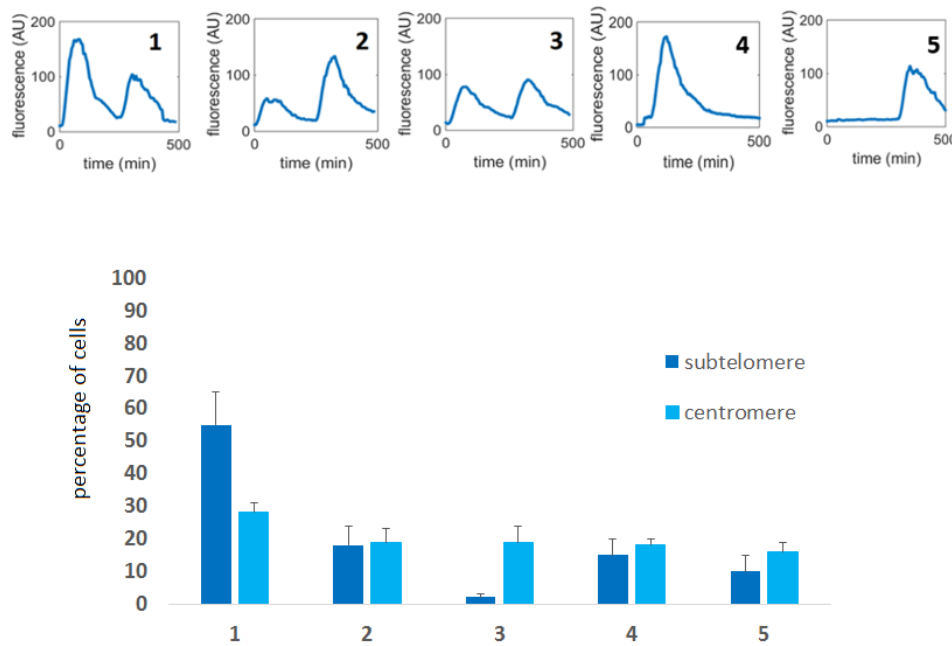 fluorescence (AU)
200
100
0
1
0
500
time (min)
fluorescence (AU)
200
100
0
2
0
500
time (min)
fluorescence (AU)
200
100
0
3
0
500
time (min)
fluorescence (AU)
200
100
0
4
0
500
time (min)
fluorescence (AU)
200
100
0
5
0
500
time (min)
percentage of cells
100
90
80
70
60
50
40
30
20
10
0
subtelomere
centromere
1 2 3 4 5